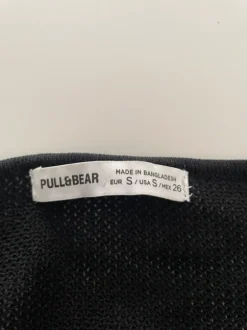 PULL&BEAR
MADE IN BANGLADESH
EUR S / USA S / MEX 26